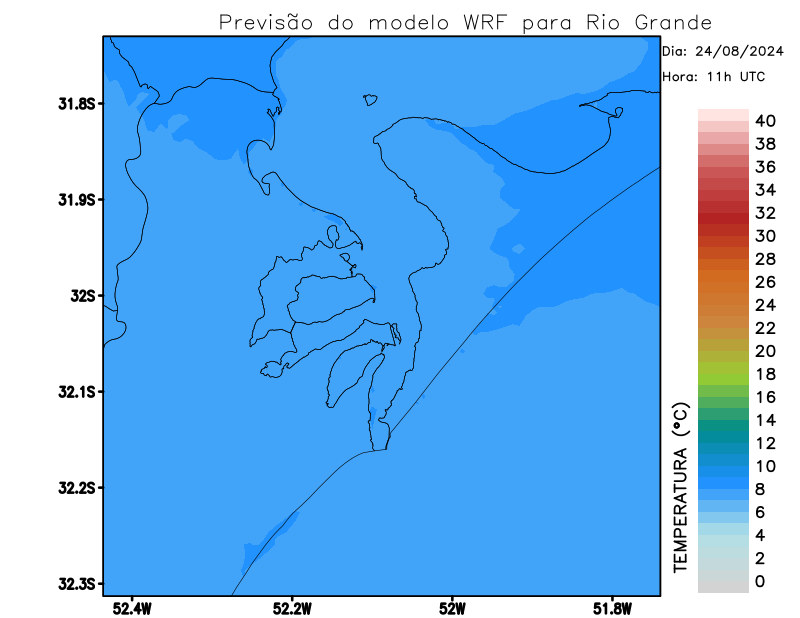 Previsão do modelo WRF para Rio Grande
Dia: 24/08/2024
Hora: 11h UTC
31.8S
31.9S
32S
32.1S
32.2S
32.3S
52.4W
52.2W
52W
51.8W
TEMPERATURA (°C)
40
38
36
34
32
30
28
26
24
22
20
18
16
14
12
10
8
6
4
2
0